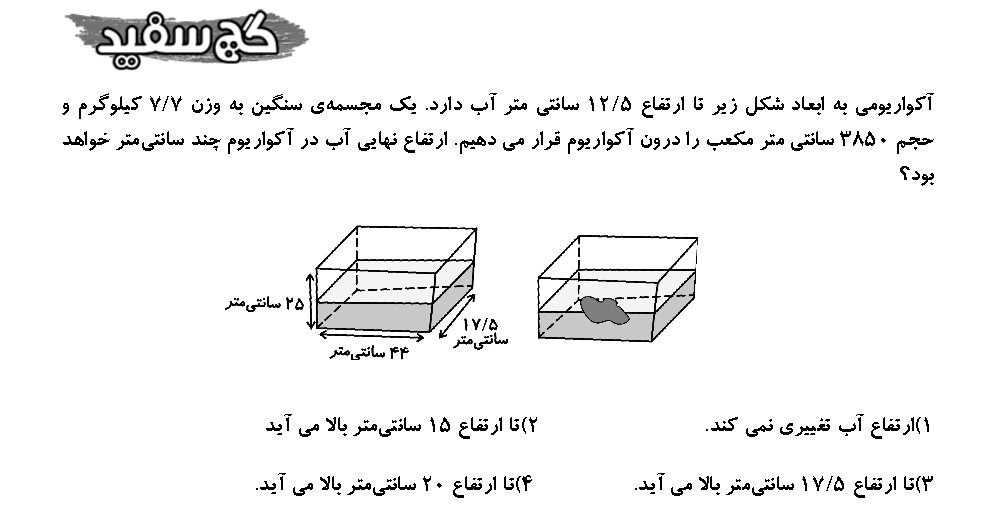 گچ سفید
آکواریومی به ابعاد شکل زیر تا ارتفاع ۱۲/۵ سانتی متر آب دارد. یک مجسمه‌ی سنگین به وزن ۷/۷ کیلوگرم و
حجم ۳۸۵۰ سانتی متر مکعب را درون آکواریوم قرار می دهیم. ارتفاع نهایی آب در آکواریوم چند سانتی‌متر خواهد
بود؟
۲۵ سانتی‌متر
۱۷/۵
سانتی‌متر
۴۴ سانتی‌متر
۱)ارتفاع آب تغییری نمی کند.
۲)تا ارتفاع ۱۵ سانتی‌متر بالا می آید
۳)تا ارتفاع ۱۷/۵ سانتی‌متر بالا می آید.
۴)تا ارتفاع ۲۰ سانتی‌متر بالا می آید.